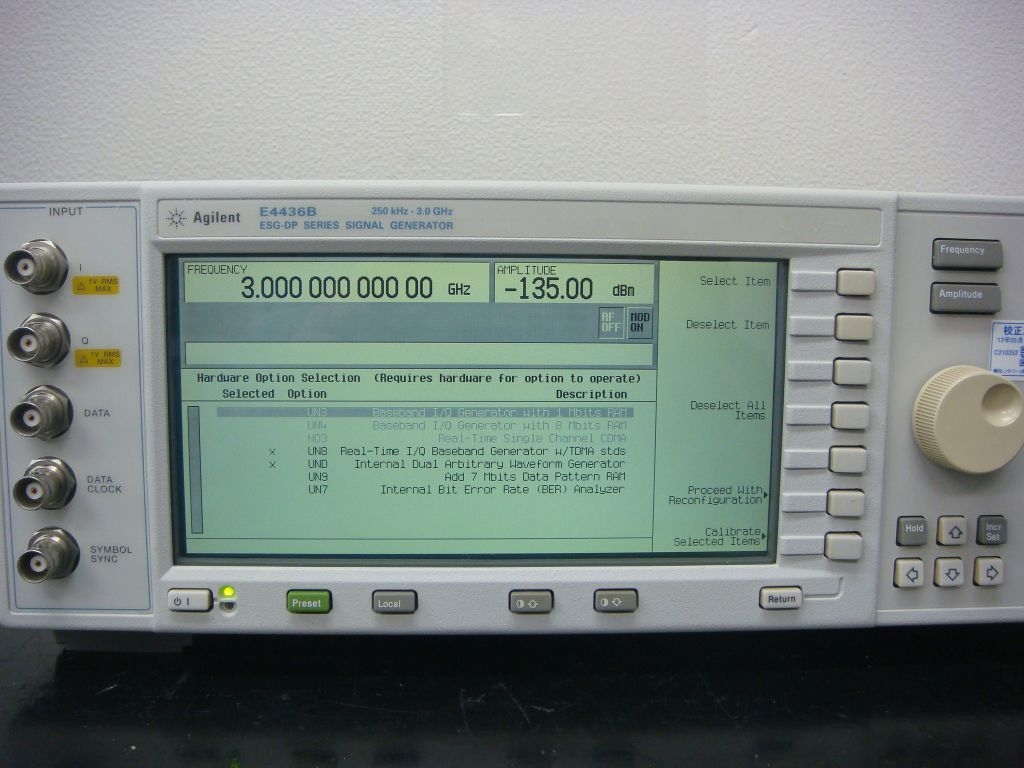 INPUT
I
1V RMS
MAX
Q
1V RMS
MAX
DATA
DATA
CLOCK
SYMBOL
SYNC
Agilent
E4436B 250 kHz - 3.0 GHz
ESG-DP SERIES SIGNAL GENERATOR
FREQUENCY
3.000 000 000 00 GHz
AMPLITUDE
-135.00 dBm
RF
OFF
MOD
ON
Hardware Option Selection (Requires hardware for option to operate)
Selected Option Description
UN3 Baseband I/Q Generator with 1 Mbits RAM
UN4 Baseband I/Q Generator with 8 Mbits RAM
HO3 Real-Time Single Channel CDMA
x UN8 Real-Time I/Q Baseband Generator w/TDMA stds
x UND Internal Dual Arbitrary Waveform Generator
UN9 Add 7 Mbits Data Pattern RAM
UN7 Internal Bit Error Rate (BER) Analyzer
Select Item
Deselect Item
Deselect All
Items
Proceed With
Reconfiguration
Calibrate
Selected Items
Preset
Local
Return
Frequency
Amplitude
校正
C210352
Hold
Incr
Set